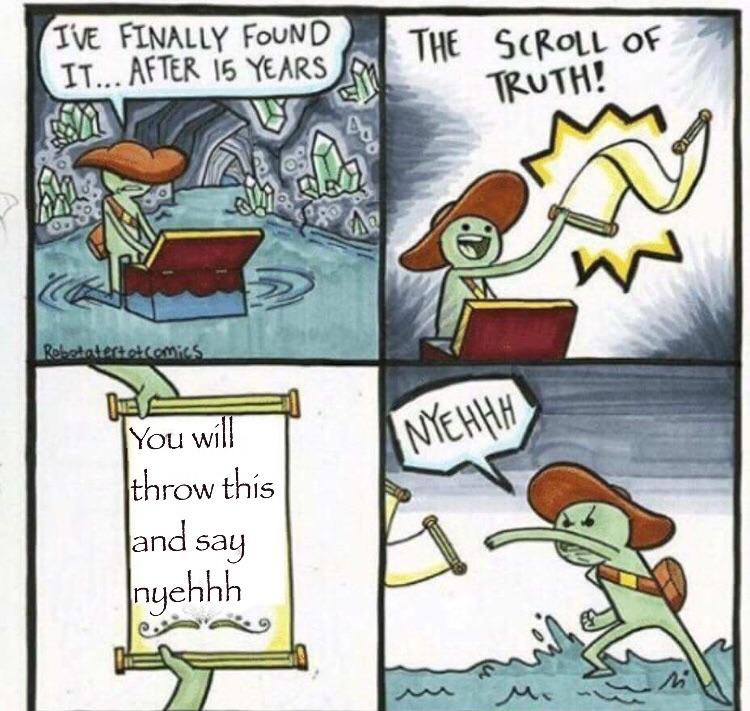 I'VE FINALLY FOUND
IT... AFTER 15 YEARS
THE SCROLL OF
TRUTH!
Robotatertotcomics
You will
throw this
and say
nyehhh
NYEHHH